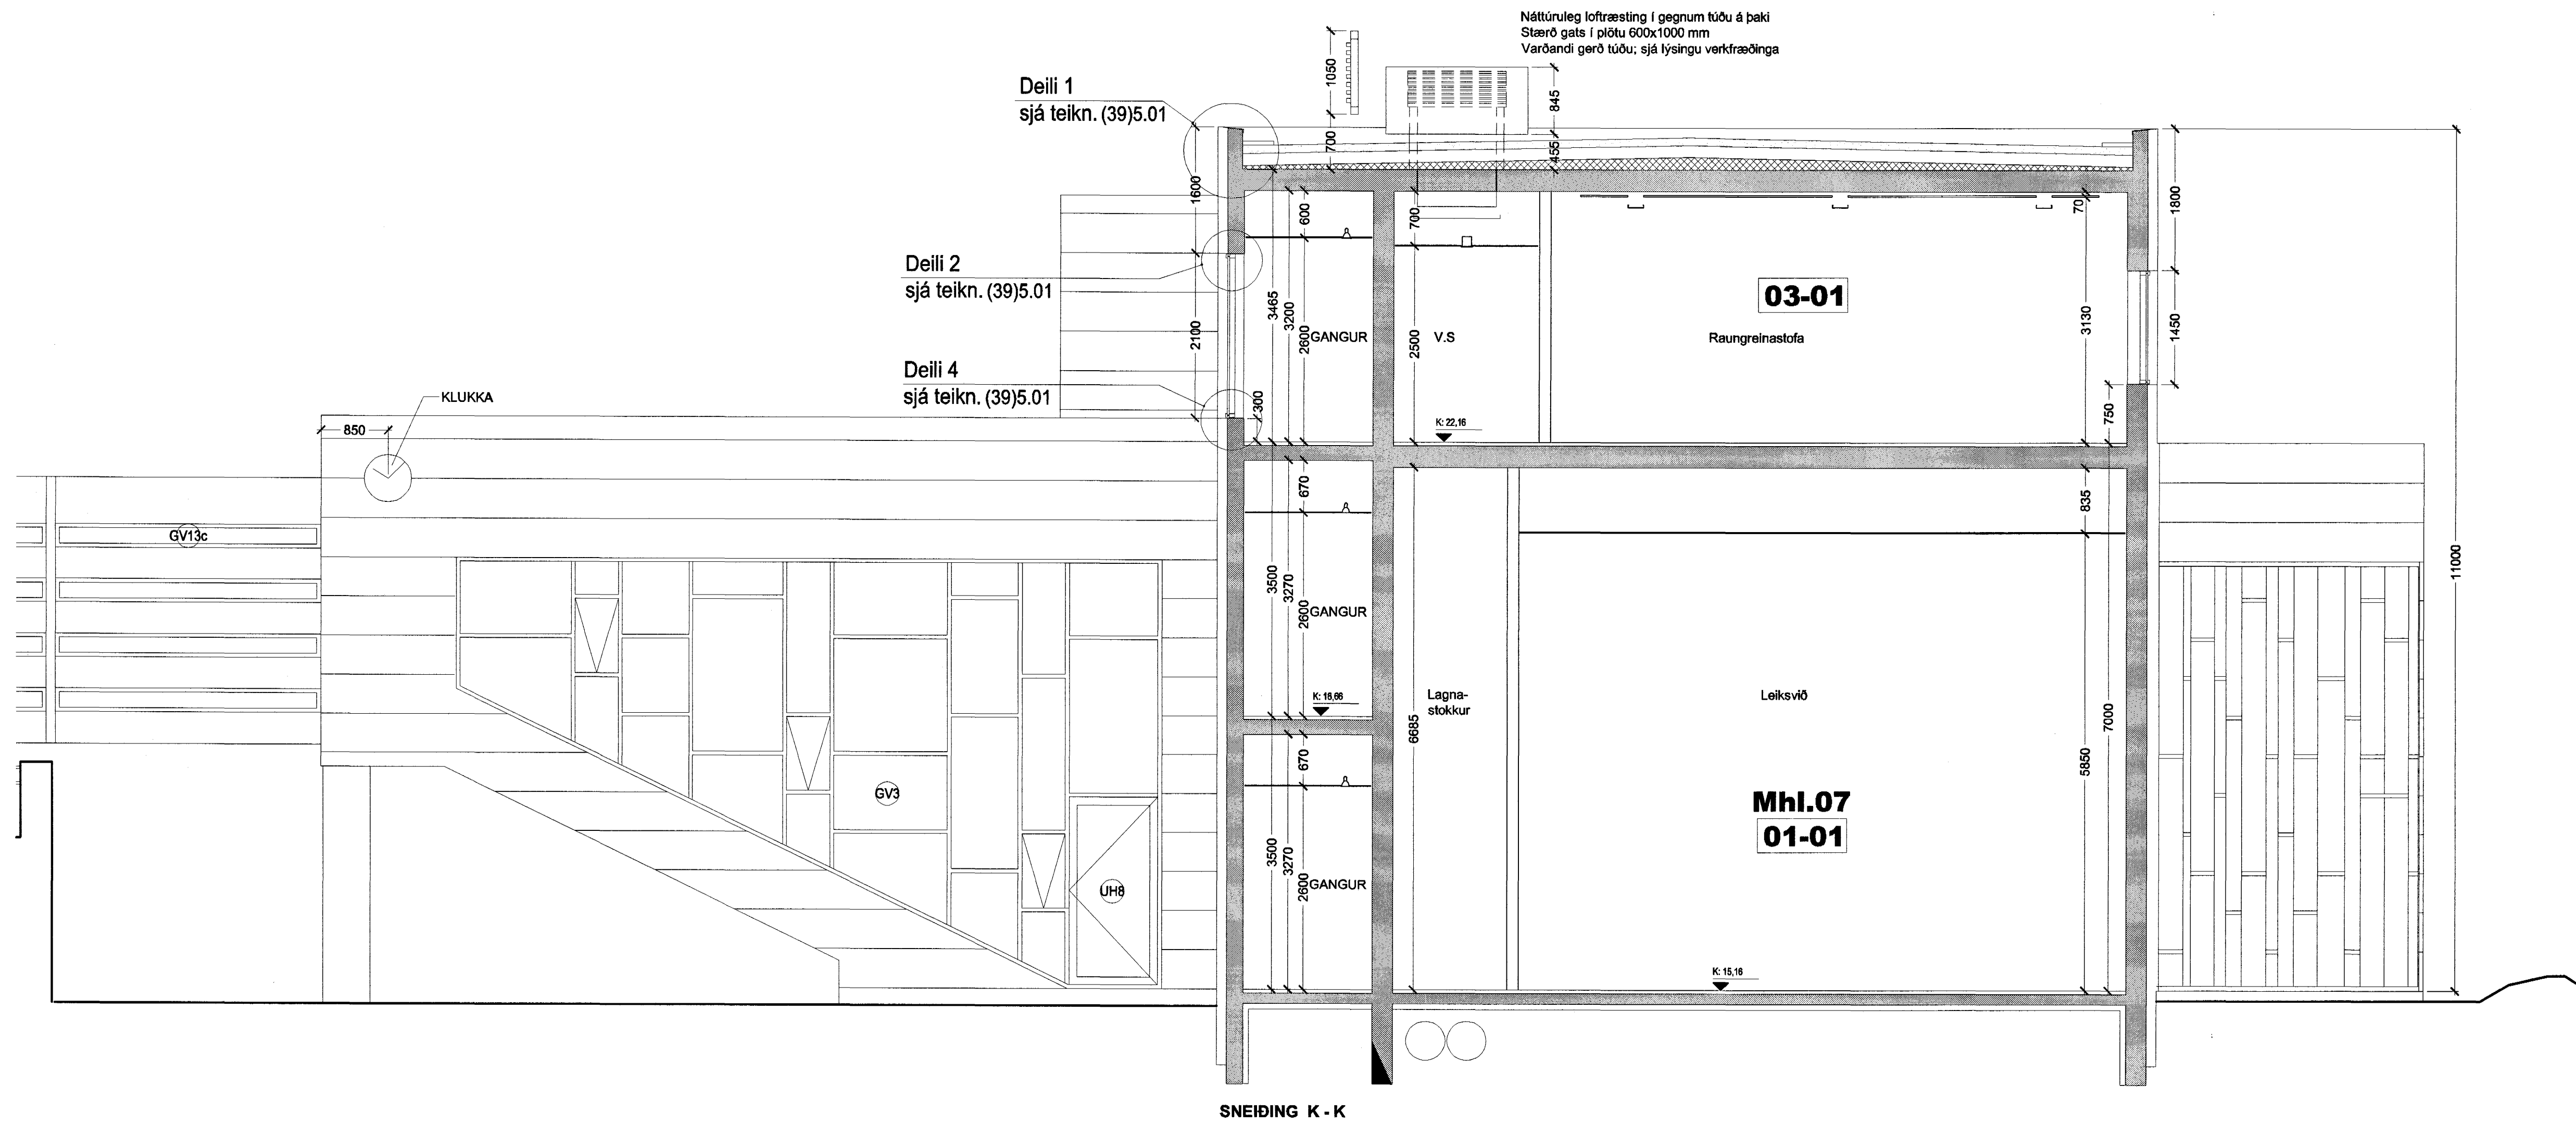 Náttúruleg loftræsting í gegnum túðu á þaki
Stærð gats í plötu 600x1000 mm
Varðandi gerð túðu; sjá lýsingu verkfræðinga
1050
845
Deili 1
sjá teikn. (39)5.01
700
455
1600
600
700
70
1800
Deili 2
sjá teikn. (39)5.01
2100
3465
3200
2600
GANGUR
2500
V.S
03-01
Raungreinastofa
3130
1450
Deili 4
sjá teikn. (39)5.01
300
750
K: 22,16
KLUKKA
850
670
835
GV13c
11000
3500
3270
2600
GANGUR
K: 18,66
Lagna-
stokkur
Leiksvið
6685
7000
670
5850
GV3
Mhl.07
01-01
3500
3270
2600
GANGUR
UH8
K: 15,16
SNEIÐING K - K